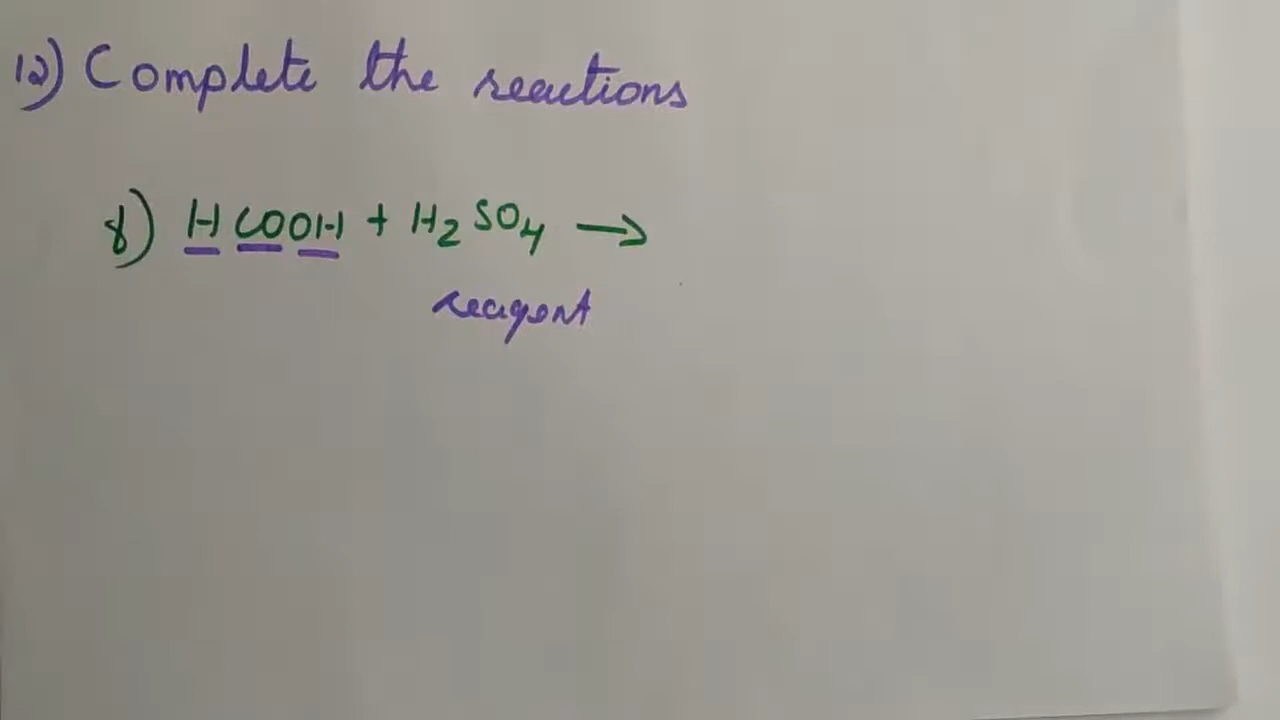 12) Complete the reactions
8) HCOOH + H₂SO₄ →
reagent